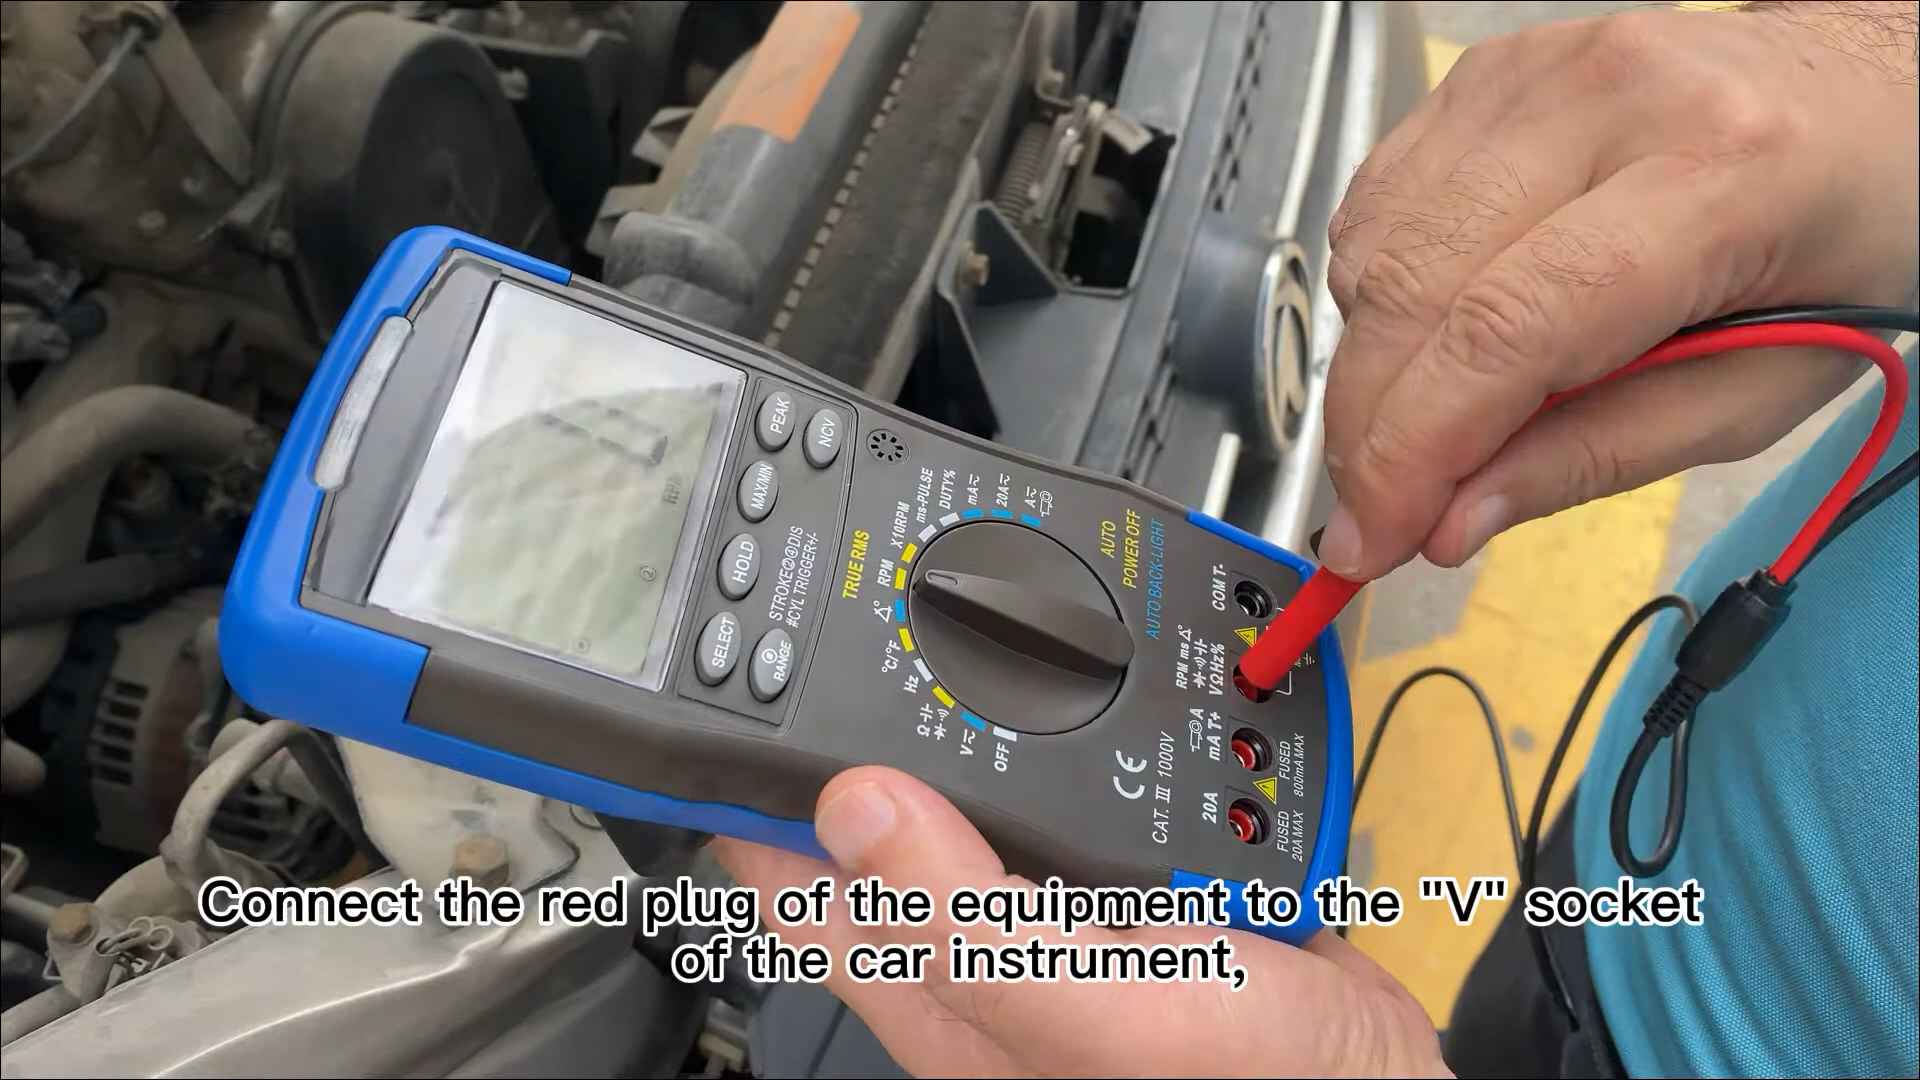 PEAK
NCV
MAX/MIN
HOLD
SELECT
RANGE
STROKE②④DIS
#CYL TRIGGER+/-
TRUE RMS
RPM
X10RPM
ms-PULSE
DUTY%
mA
20A
A
°C/°F
Hz
Ω
V
OFF
AUTO
POWER OFF
AUTO BACK-LIGHT
COM T-
RPM ms
VΩHz%
A
mA T+
20A
FUSED
800mA MAX
FUSED
20A MAX
CE
CAT. III 1000V
Connect the red plug of the equipment to the "V" socket
of the car instrument,